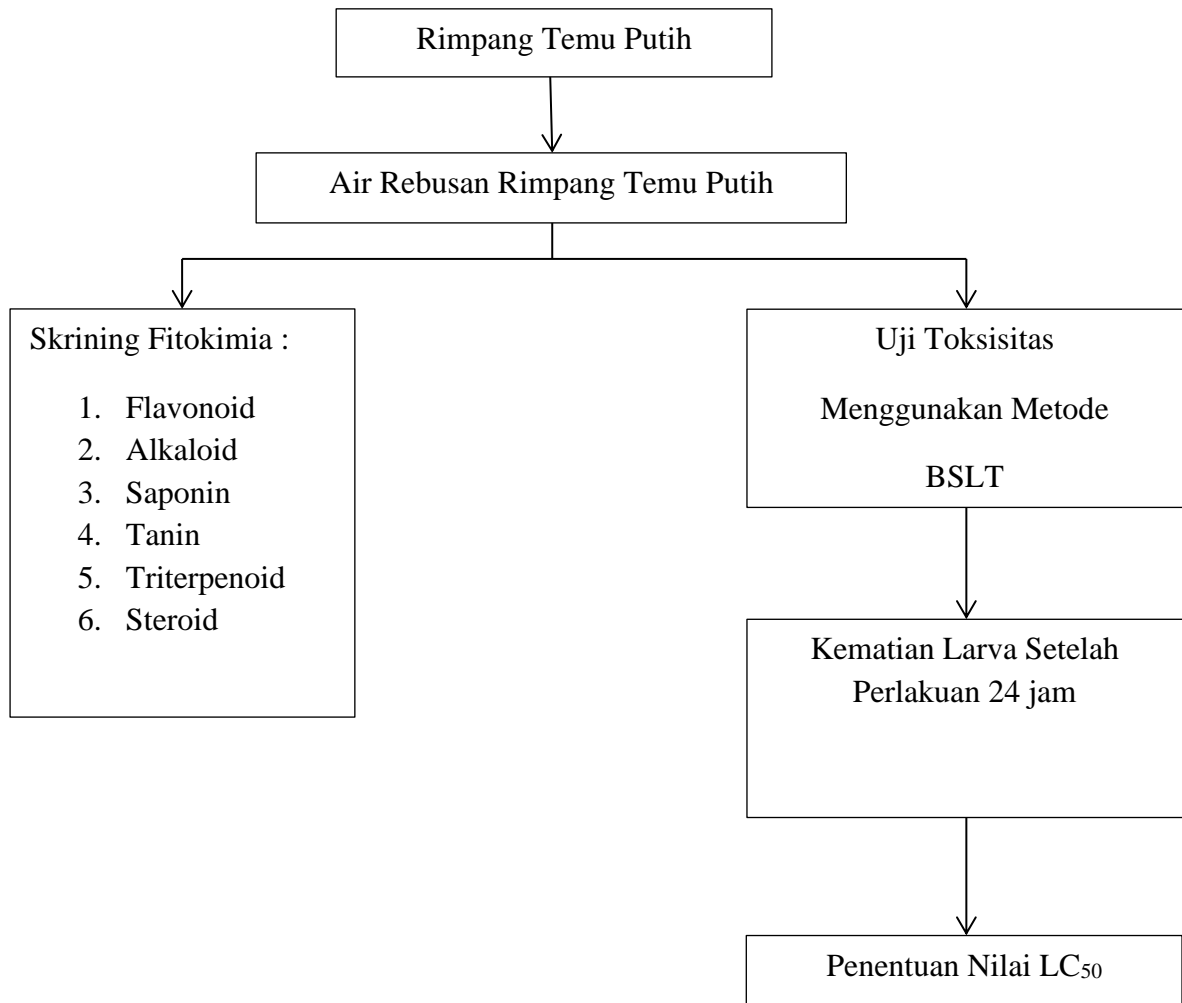 Rimpang Temu Putih
Air Rebusan Rimpang Temu Putih
Skrining Fitokimia :
1. Flavonoid
2. Alkaloid
3. Saponin
4. Tanin
5. Triterpenoid
6. Steroid
Uji Toksisitas
Menggunakan Metode
BSLT
Kematian Larva Setelah
Perlakuan 24 jam
Penentuan Nilai LC₅₀